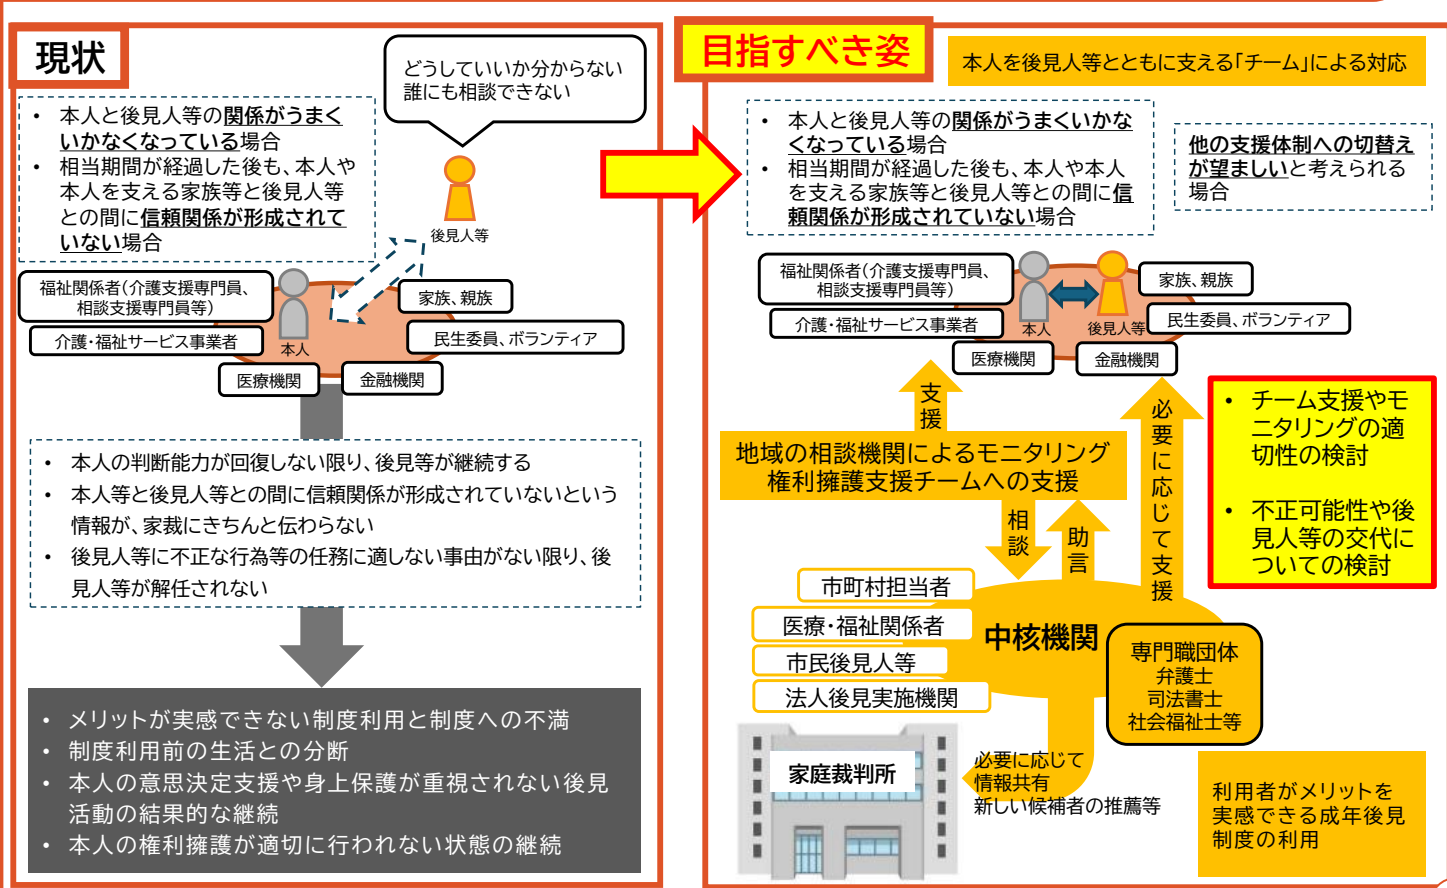 現状
どうしていいか分からない
誰にも相談できない
• 本人と後見人等の関係がうまく
いかなくなっている場合
• 相当期間が経過した後も、本人や
本人を支える家族等と後見人等
との間に信頼関係が形成されて
いない場合
後見人等
福祉関係者(介護支援専門員、
相談支援専門員等)
家族、親族
介護・福祉サービス事業者
本人
民生委員、ボランティア
医療機関
金融機関
• 本人の判断能力が回復しない限り、後見等が継続する
• 本人等と後見人等との間に信頼関係が形成されていないという
情報が、家裁にきちんと伝わらない
• 後見人等に不正な行為等の任務に適しない事由がない限り、後
見人等が解任されない
• メリットが実感できない制度利用と制度への不満
• 制度利用前の生活との分断
• 本人の意思決定支援や身上保護が重視されない後見
活動の結果的な継続
• 本人の権利擁護が適切に行われない状態の継続
目指すべき姿
本人を後見人等とともに支える「チーム」による対応
• 本人と後見人等の関係がうまくいかな
くなっている場合
• 相当期間が経過した後も、本人や本人
を支える家族等と後見人等との間に信
頼関係が形成されていない場合
他の支援体制への切替え
が望ましいと考えられる
場合
福祉関係者(介護支援専門員、
相談支援専門員等)
家族、親族
介護・福祉サービス事業者
本人
後見人等
民生委員、ボランティア
医療機関
金融機関
支援
必要に応じて支援
• チーム支援やモ
ニタリングの適
切性の検討
• 不正可能性や後
見人等の交代に
ついての検討
地域の相談機関によるモニタリング
権利擁護支援チームへの支援
相談
助言
市町村担当者
医療・福祉関係者
市民後見人等
法人後見実施機関
中核機関
専門職団体
弁護士
司法書士
社会福祉士等
家庭裁判所
必要に応じて
情報共有
新しい候補者の推薦等
利用者がメリットを
実感できる成年後見
制度の利用